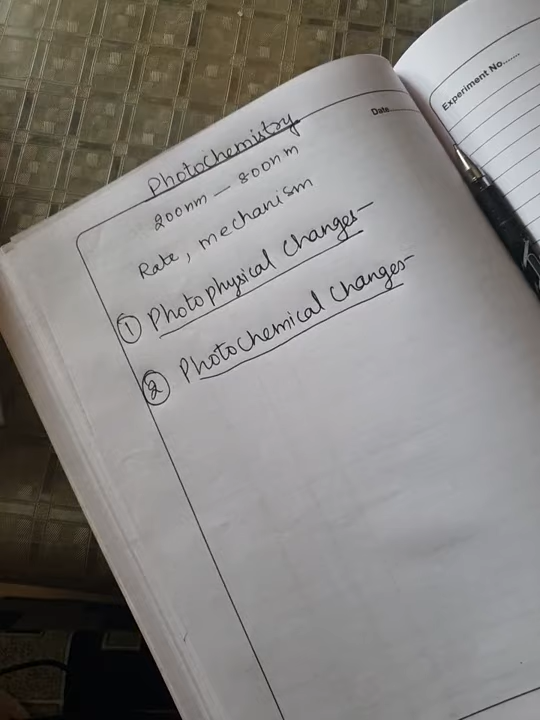 Photochemistry
Date
200nm - 800nm
Rate, mechanism
① Photophysical Changes-
② Photochemical Changes-
Experiment No.......